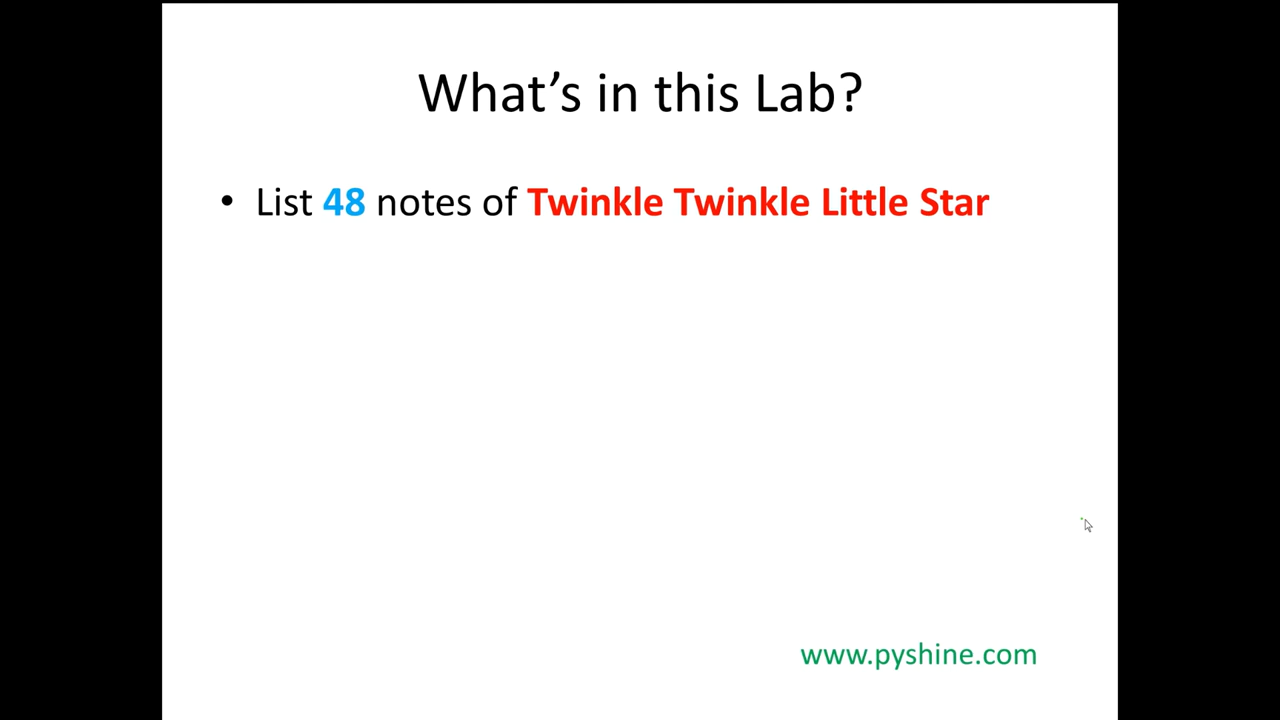 What’s in this Lab?
• List 48 notes of Twinkle Twinkle Little Star
www.pyshine.com